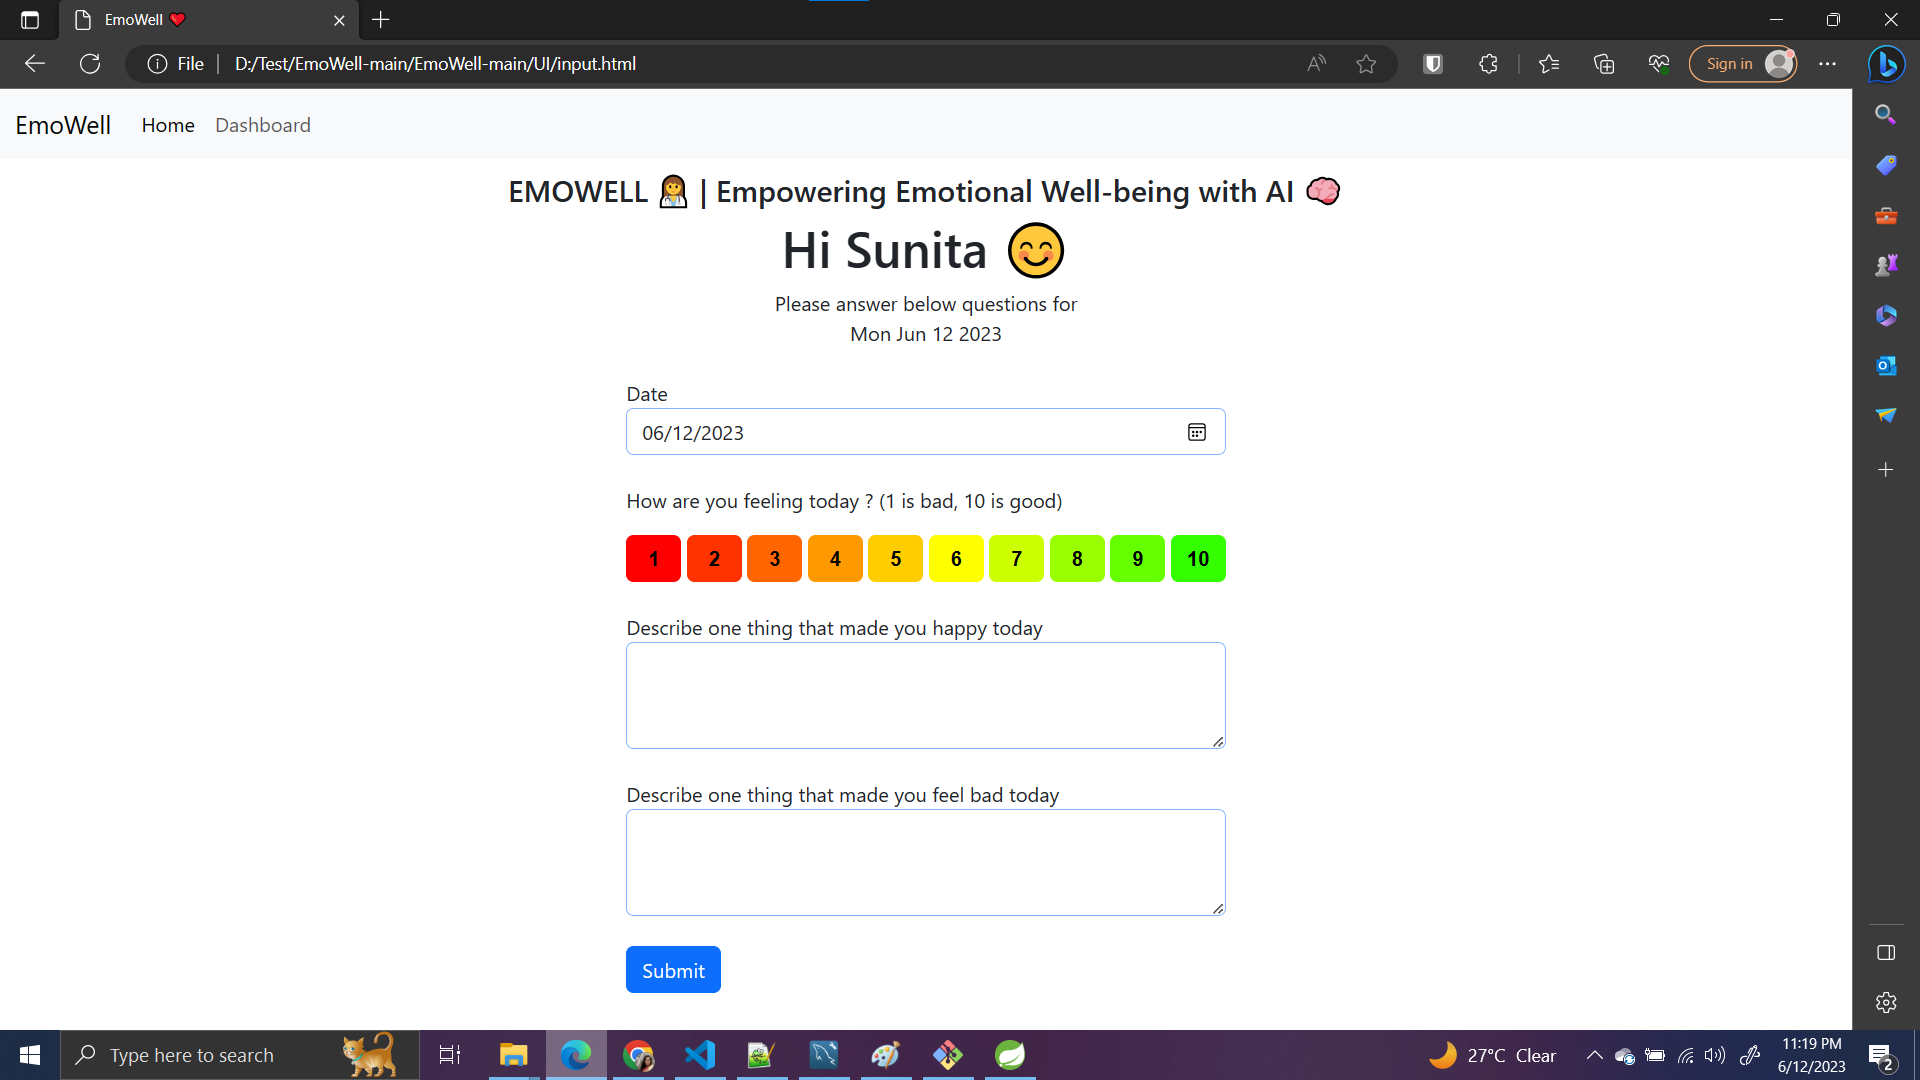 EmoWell ❤️
File
D:/Test/EmoWell-main/EmoWell-main/UI/input.html
Sign in
EmoWell Home Dashboard
EMOWELL 👩‍⚕️ | Empowering Emotional Well-being with AI 🧠
Hi Sunita 😊
Please answer below questions for
Mon Jun 12 2023
Date
06/12/2023
How are you feeling today ? (1 is bad, 10 is good)
1 2 3 4 5 6 7 8 9 10
Describe one thing that made you happy today
Describe one thing that made you feel bad today
Submit
Type here to search
27°C Clear
11:19 PM
6/12/2023
2